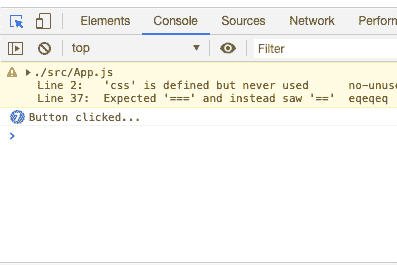 Elements Console Sources Network Perform
top Filter
./src/App.js
Line 2: 'css' is defined but never used no-unuse
Line 37: Expected '===' and instead saw '==' eqeqeq
7 Button clicked...